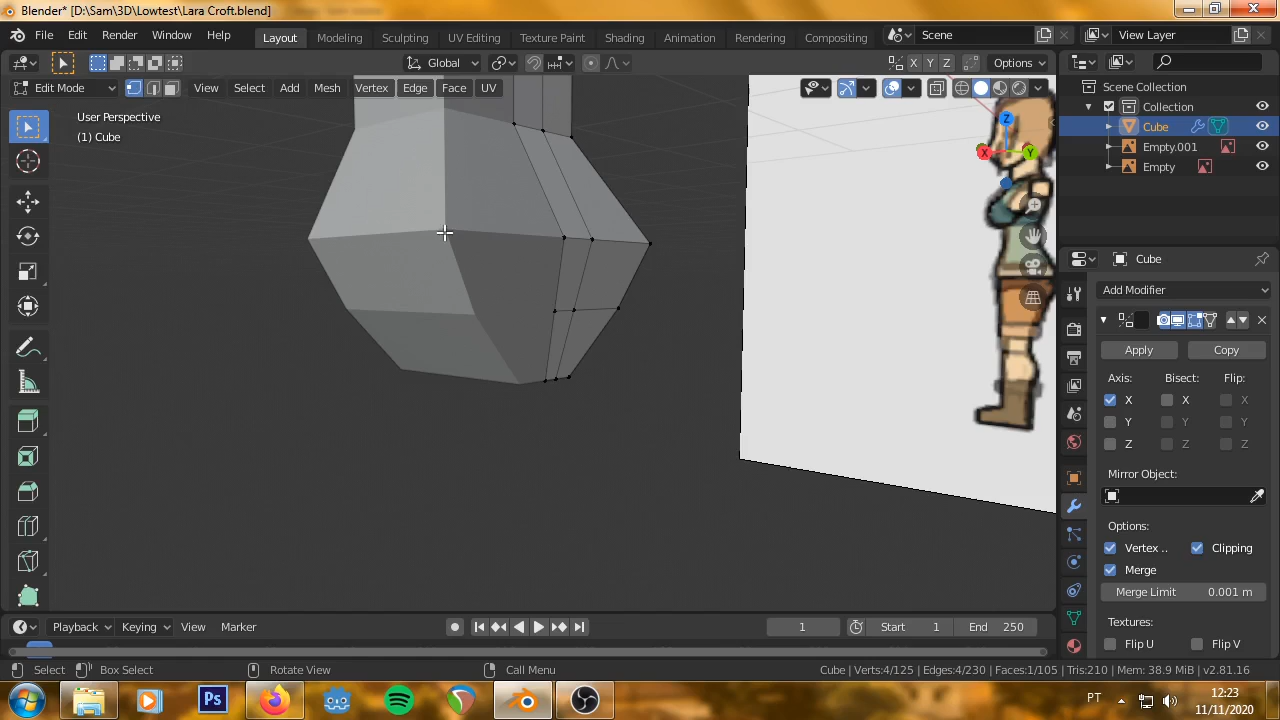 Blender* [D:\Sam\3D\Lowtest\Lara Croft.blend]
File Edit Render Window Help Layout Modeling Sculpting UV Editing Texture Paint Shading Animation Rendering Compositing Scene View Layer
Global X Y Z Options
Edit Mode View Select Add Mesh Vertex Edge Face UV
User Perspective
(1) Cube
Z
X Y
Scene Collection
Collection
Cube
Empty.001
Empty
Cube
Add Modifier
Apply Copy
Axis: Bisect: Flip:
X X X
Y Y Y
Z Z Z
Mirror Object:
Options:
Vertex .. Clipping
Merge
Merge Limit 0.001 m
Textures:
Flip U Flip V
Playback Keying View Marker 1 Start 1 End 250
Select Box Select Rotate View Call Menu Cube | Verts:4/125 | Edges:4/230 | Faces:1/105 | Tris:210 | Mem: 38.9 MiB | v2.81.16
Ps PT 12:23
11/11/2020